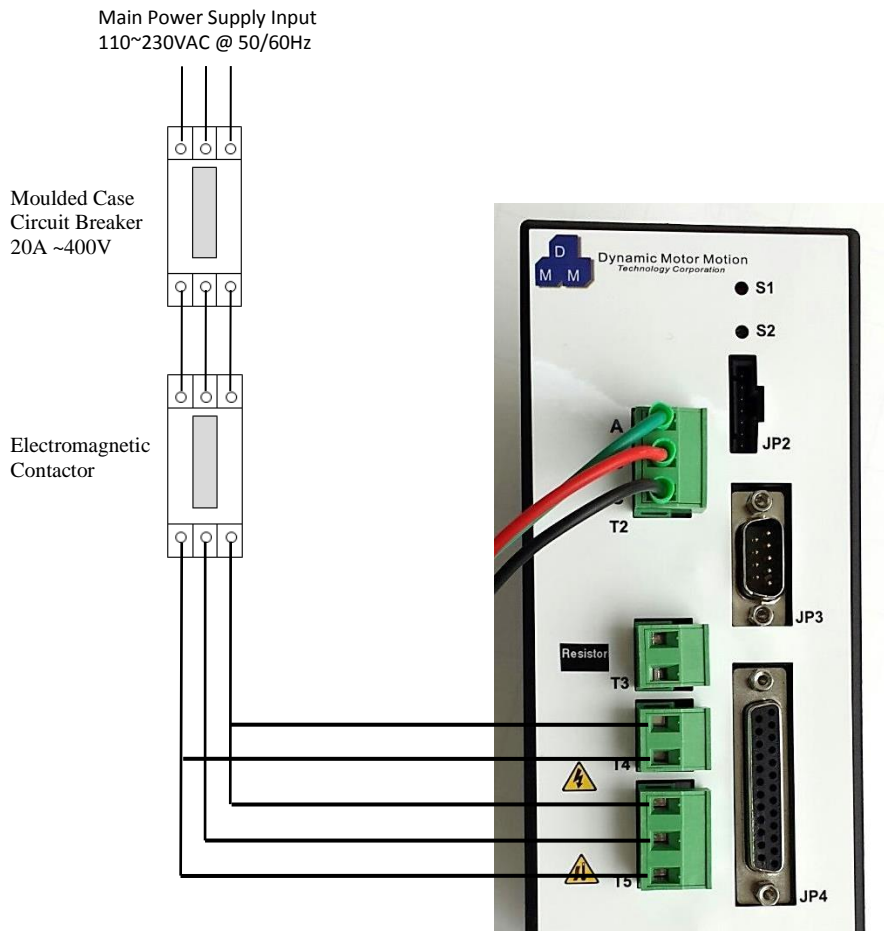 Main Power Supply Input
110~230VAC @ 50/60Hz
Moulded Case
Circuit Breaker
20A ~400V
Electromagnetic
Contactor
D
M M
Dynamic Motor Motion
Technology Corporation
S1
S2
A
JP2
T2
JP3
Resistor
T3
T4
T5
JP4